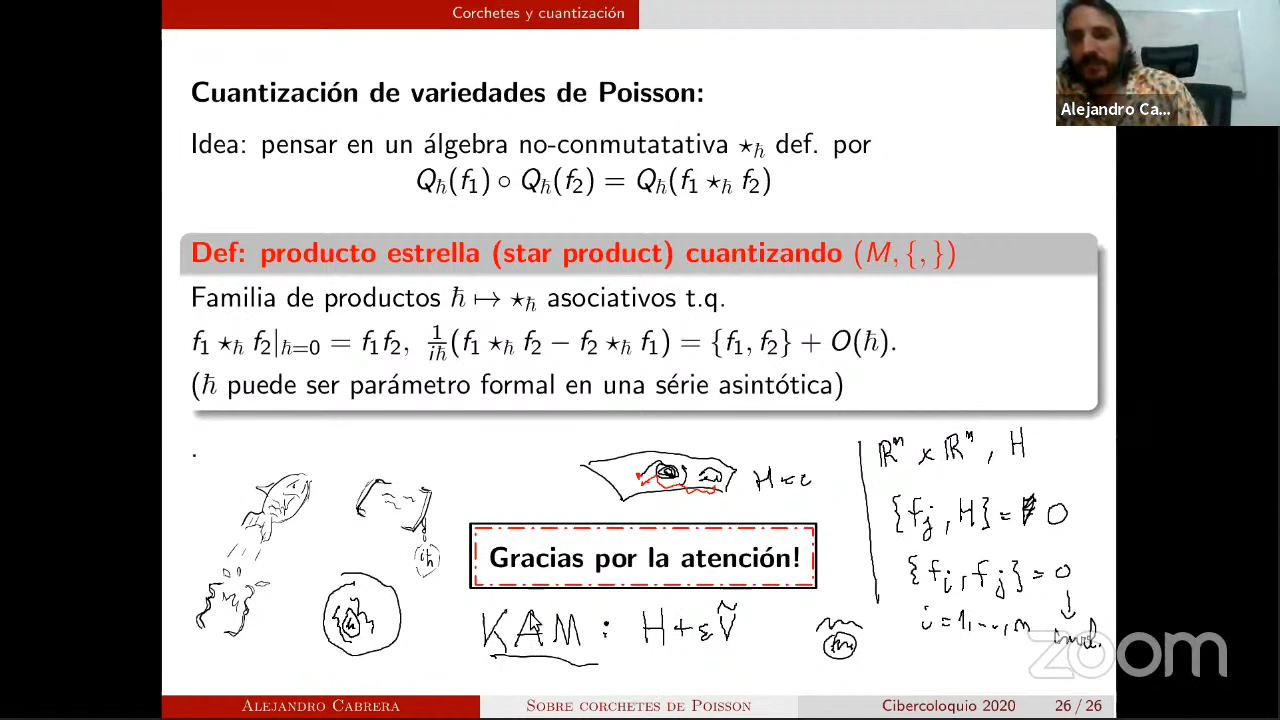 Corchetes y cuantización
Alejandro Ca...
Cuantización de variedades de Poisson:
Idea: pensar en un álgebra no-conmutatativa ⋆ℏ def. por
Qℏ(f1) ∘ Qℏ(f2) = Qℏ(f1 ⋆ℏ f2)
Def: producto estrella (star product) cuantizando (M, {,})
Familia de productos ℏ ↦ ⋆ℏ asociativos t.q.
f1 ⋆ℏ f2|ℏ=0 = f1f2, 1/iℏ (f1 ⋆ℏ f2 − f2 ⋆ℏ f1) = {f1, f2} + O(ℏ).
(ℏ puede ser parámetro formal en una série asintótica)
.
H=c
ℝⁿ x ℝⁿ, H
{fj, H} = 0
{fi, fj} = 0
i = 1, ..., n
Gracias por la atención!
KAM : H + εṼ
zoom
Alejandro Cabrera
Sobre corchetes de Poisson
Cibercoloquio 2020
26 / 26